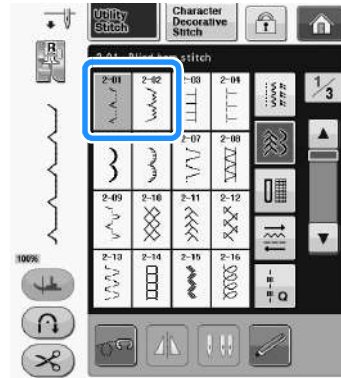 Utility
Stitch
Character
Decorative
Stitch
R
2-01 Blind hem stitch
1/3
2-01 2-02 2-03 2-04
2-07 2-08
2-09 2-10 2-11 2-12
2-13 2-14 2-15 2-16
100%
Q